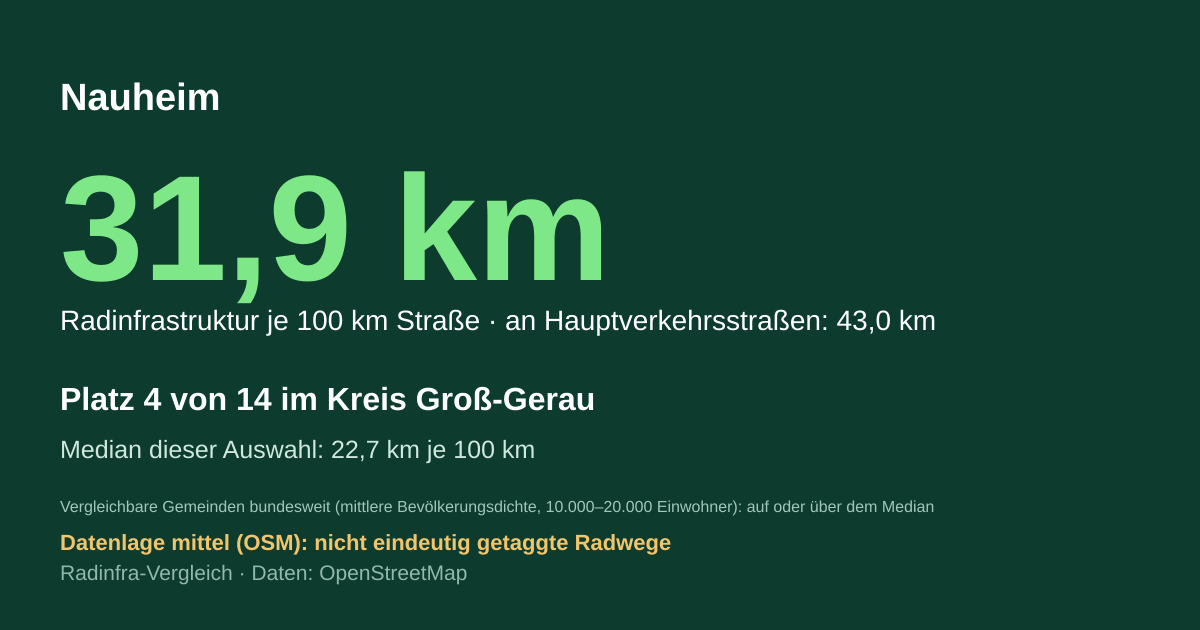 Nauheim
31,9 km
Radinfrastruktur je 100 km Straße · an Hauptverkehrsstraßen: 43,0 km
Platz 4 von 14 im Kreis Groß-Gerau
Median dieser Auswahl: 22,7 km je 100 km
Vergleichbare Gemeinden bundesweit (mittlere Bevölkerungsdichte, 10.000–20.000 Einwohner): auf oder über dem Median
Datenlage mittel (OSM): nicht eindeutig getaggte Radwege
Radinfra-Vergleich · Daten: OpenStreetMap